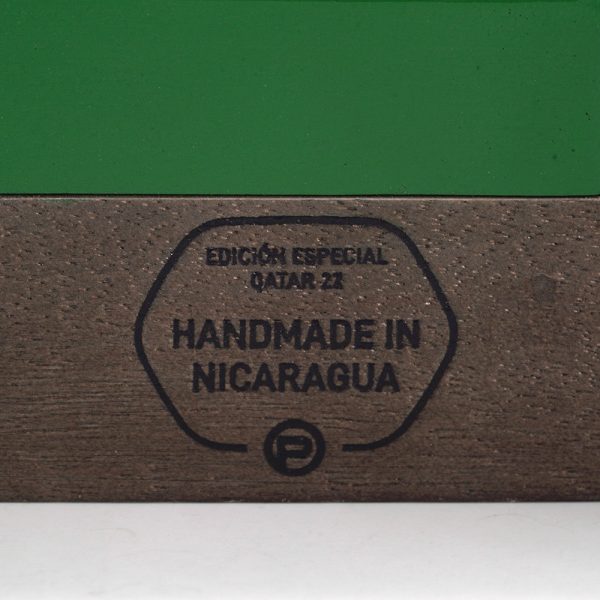 EDICIÓN ESPECIAL
QATAR 22
HANDMADE IN
NICARAGUA
P